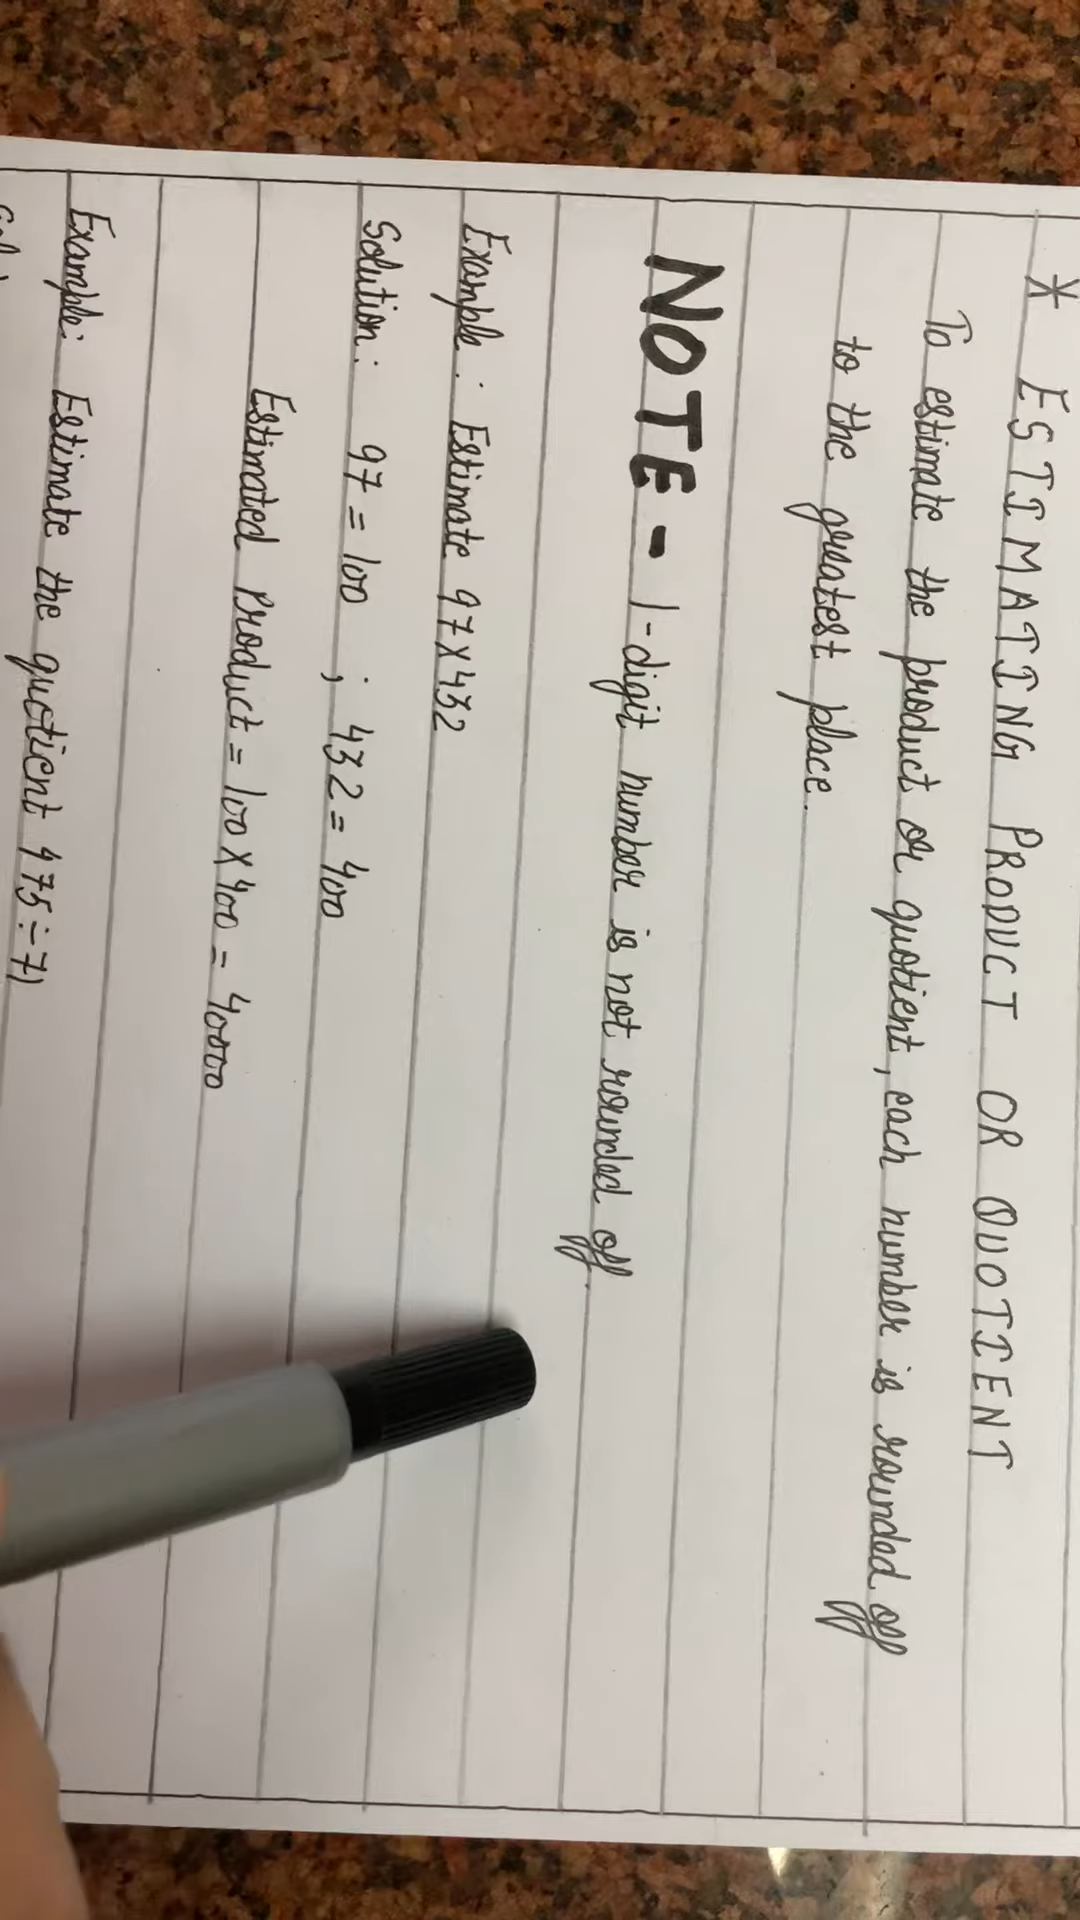 * ESTIMATING PRODUCT OR QUOTIENT
To estimate the product or quotient, each number is rounded off
to the greatest place.
NOTE - 1-digit number is not rounded off.
Example: Estimate 97×432
Solution: 97 = 100 ; 432 = 400
Estimated Product = 100 × 400 = 40000
Example: Estimate the quotient 975÷71